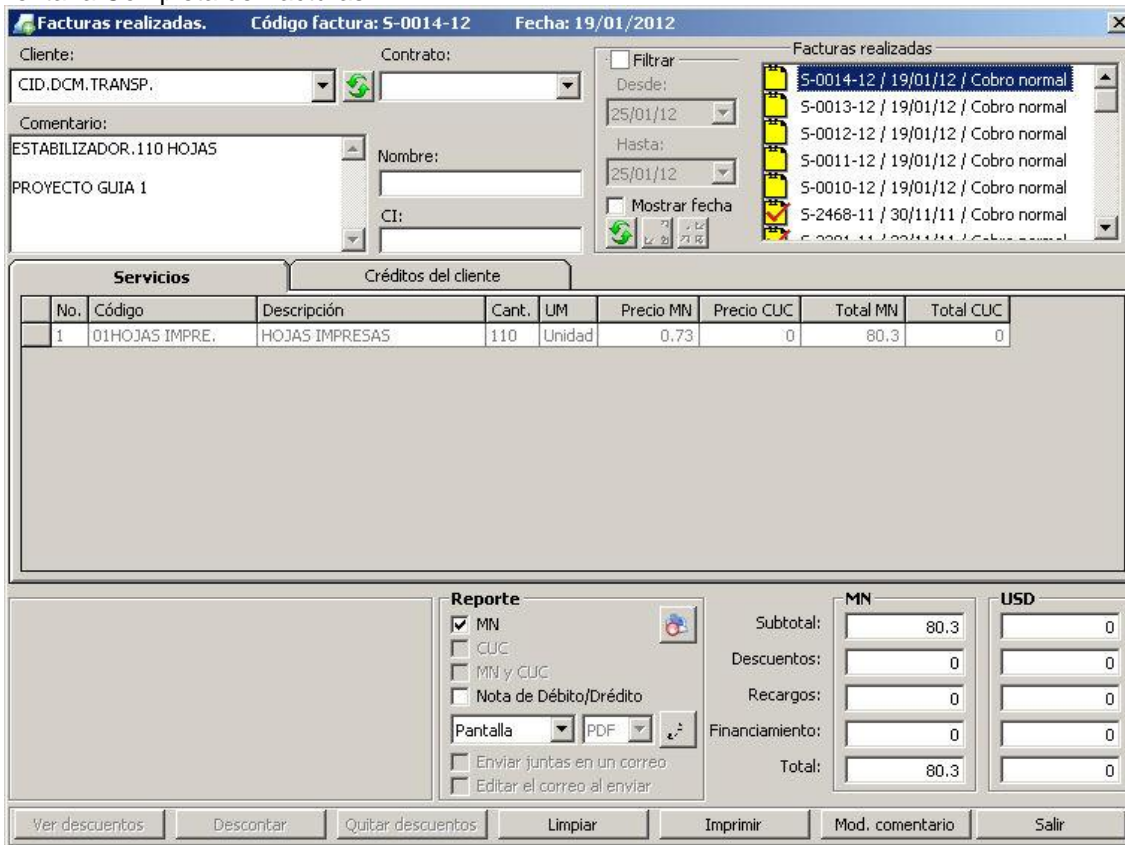 Facturas realizadas. Código factura: S-0014-12 Fecha: 19/01/2012
Cliente:
CID.DCM.TRANSP.
Contrato:
Comentario:
ESTABILIZADOR.110 HOJAS
PROYECTO GUIA 1
Nombre:
CI:
Filtrar
Desde:
25/01/12
Hasta:
25/01/12
Mostrar fecha
Facturas realizadas
S-0014-12 / 19/01/12 / Cobro normal
S-0013-12 / 19/01/12 / Cobro normal
S-0012-12 / 19/01/12 / Cobro normal
S-0011-12 / 19/01/12 / Cobro normal
S-0010-12 / 19/01/12 / Cobro normal
S-2468-11 / 30/11/11 / Cobro normal
Servicios Créditos del cliente
No. Código Descripción Cant. UM Precio MN Precio CUC Total MN Total CUC
1 01HOJAS IMPRE. HOJAS IMPRESAS 110 Unidad 0.73 0 80.3 0
Reporte
MN
CUC
MN y CUC
Nota de Débito/Drédito
Pantalla PDF
Enviar juntas en un correo
Editar el correo al enviar
MN USD
Subtotal: 80.3 0
Descuentos: 0 0
Recargos: 0 0
Financiamiento: 0 0
Total: 80.3 0
Ver descuentos Descontar Quitar descuentos Limpiar Imprimir Mod. comentario Salir